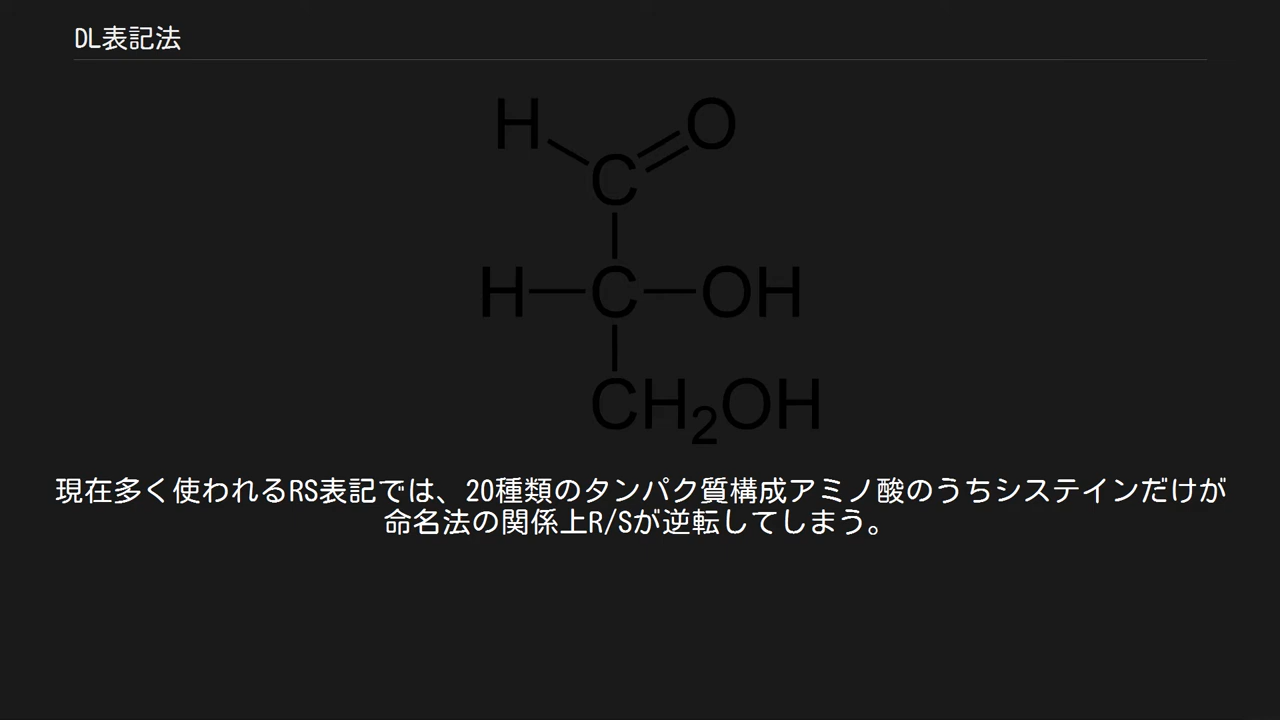 DL表記法
H O
C
H C OH
CH2OH
現在多く使われるRS表記では、20種類のタンパク質構成アミノ酸のうちシステインだけが
命名法の関係上R/Sが逆転してしまう。